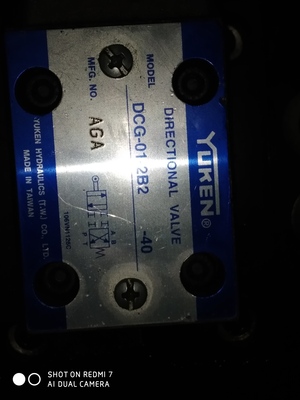 YUKEN®
DIRECTIONAL VALVE
MODEL DCG-01-2B2 -40
MFG. NO. AGA
A B
P T
YUKEN HYDRAULICS (T.W.) CO., LTD.
MADE IN TAIWAN
SHOT ON REDMI 7
AI DUAL CAMERA